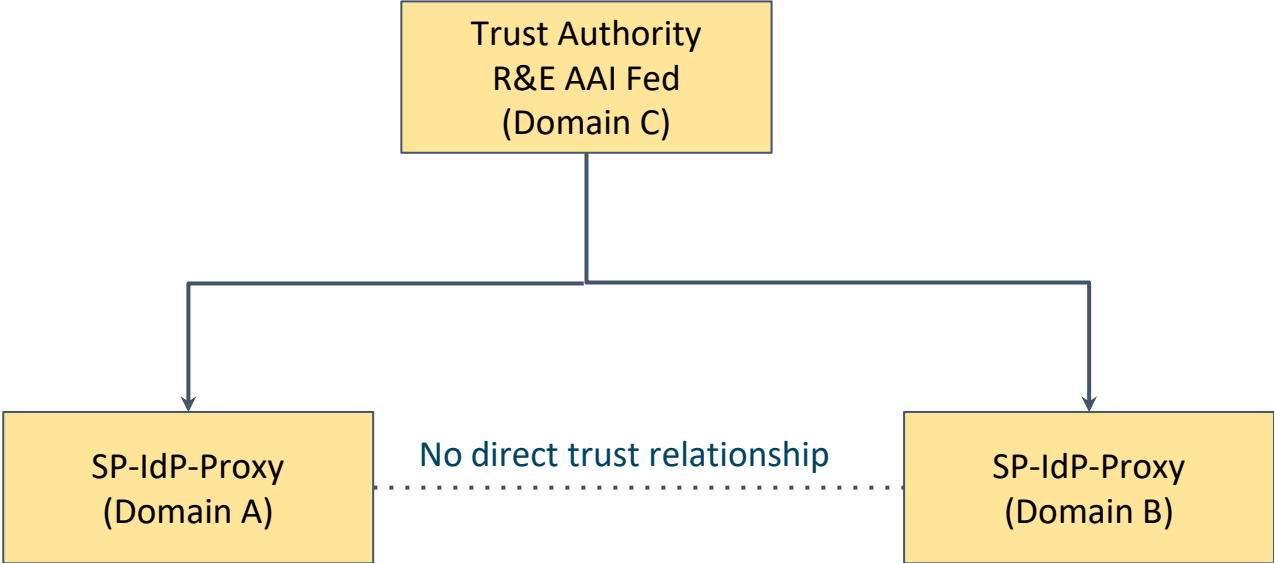 Trust Authority
R&E AAI Fed
(Domain C)
No direct trust relationship
SP-IdP-Proxy
(Domain A)
SP-IdP-Proxy
(Domain B)